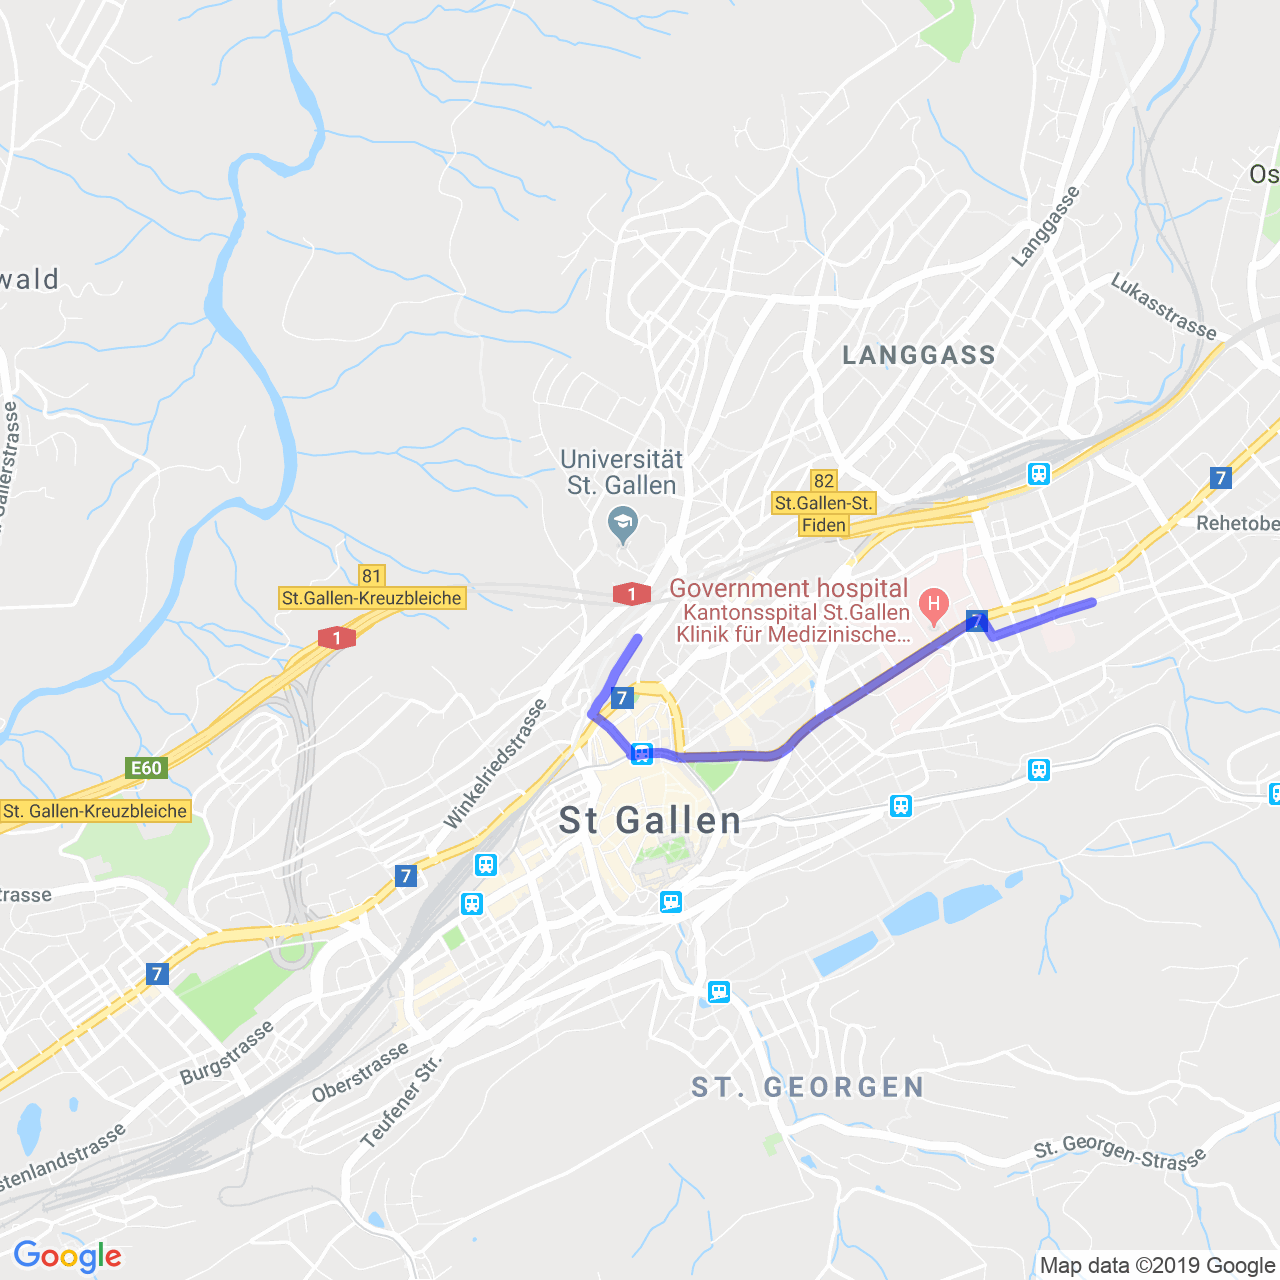 Os
Langgasse
wald
Lukasstrasse
LANGGASS
Gallerstrasse
Universität
St. Gallen
82
St.Gallen-St.
Fiden
7
Rehetobe
81
St.Gallen-Kreuzbleiche
1
Government hospital
Kantonsspital St.Gallen
Klinik für Medizinische...
H
1
7
7
Winkelriedstrasse
E60
St. Gallen-Kreuzbleiche
St Gallen
7
trasse
7
Burgstrasse
Oberstrasse
Teufener Str.
ST. GEORGEN
stenlandstrasse
St. Georgen-Strasse
Google
Map data ©2019 Google